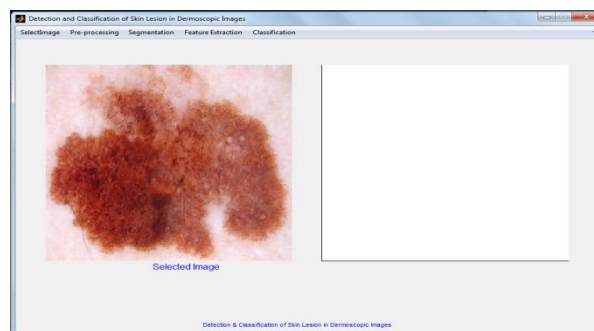 Detection and Classification of Skin Lesion in Dermoscopic Images
SelectImage Pre-processing Segmentation Feature Extraction Classification
Selected Image
Detection & Classification of Skin Lesion in Dermoscopic Images